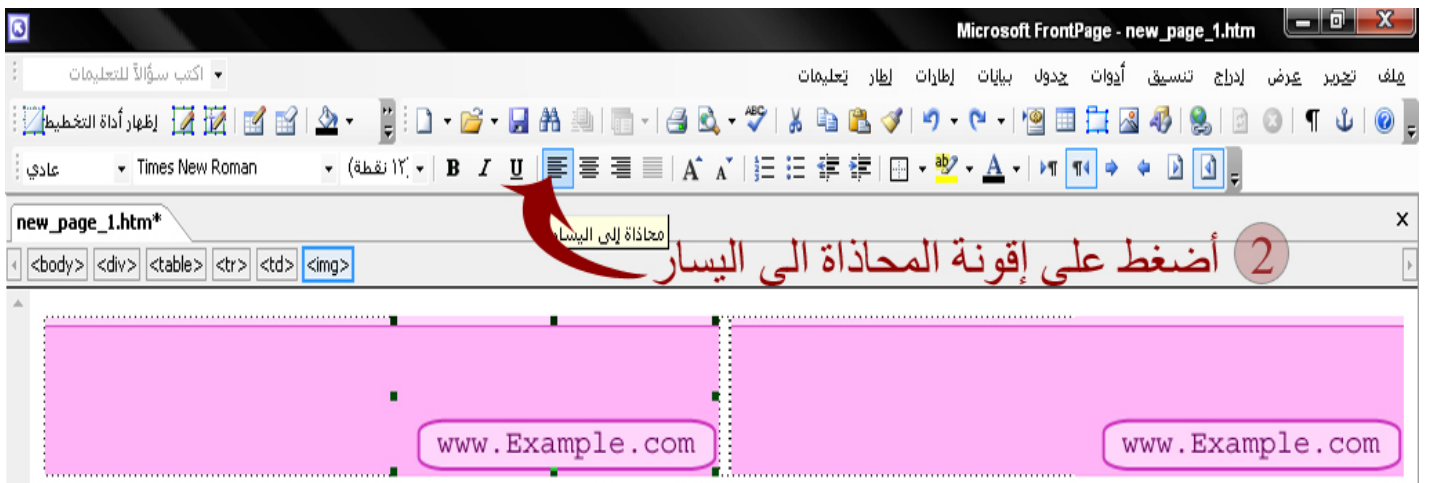 Microsoft FrontPage - new_page_1.htm
ملف تحرير عرض إدراج تنسيق أدوات جدول بيانات إطارات إطار تعليمات
اكتب سؤالاً للتعليمات
إظهار أداة التخطيط
ABC
عادي
Times New Roman
١٢ نقطة)
B I U
A A ab A
new_page_1.htm*
محاذاة إلى اليسار
<body> <div> <table> <tr> <td> <img>
2 أضغط على إقونة المحاذاة الى اليسار
www.Example.com
www.Example.com